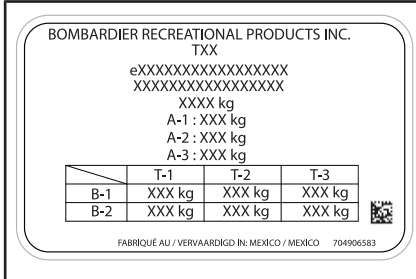 BOMBARDIER RECREATIONAL PRODUCTS INC.
TXX
eXXXXXXXXXXXXXXXXX
XXXXXXXXXXXXXXXXX
XXXX kg
A-1 : XXX kg
A-2 : XXX kg
A-3 : XXX kg
T-1 T-2 T-3
B-1 XXX kg XXX kg XXX kg
B-2 XXX kg XXX kg XXX kg
FABRIQUÉ AU / VERVAARDIGD IN: MEXICO / MEXICO 704906583